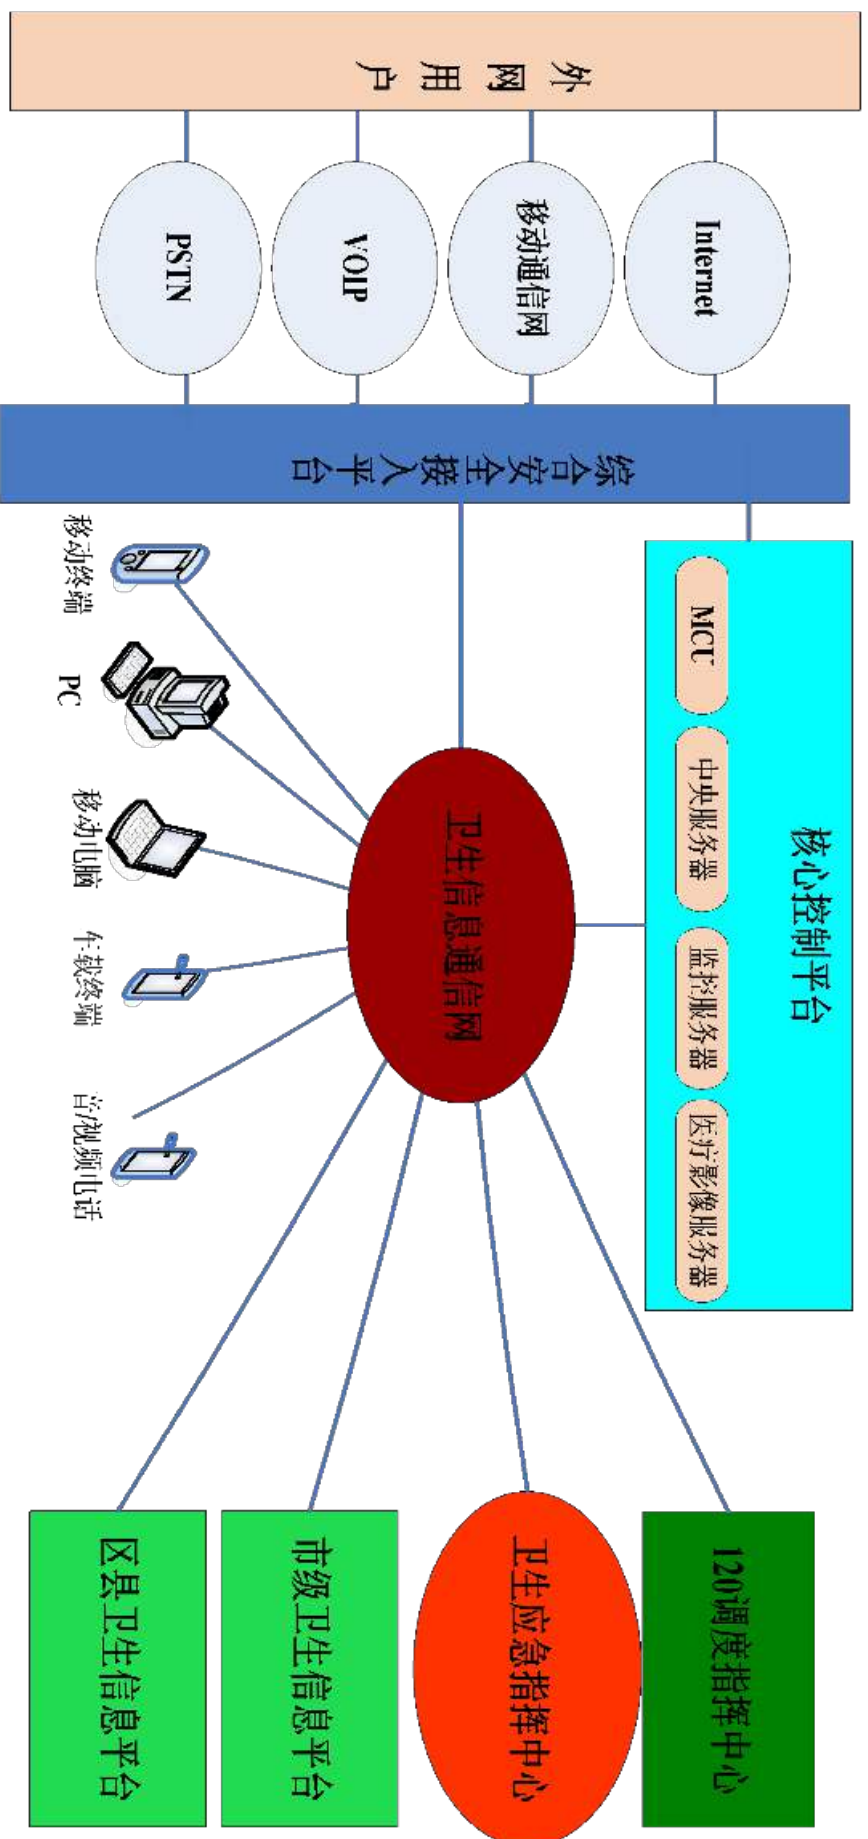 外网用户
Internet
移动通信网
VOIP
PSTN
综合安全接入平台
核心控制平台
MCU
中央服务器
监控服务器
医疗影像服务器
卫生信息通信网
移动终端
PC
移动电脑
车载终端
音/视频电话
120调度指挥中心
卫生应急指挥中心
市级卫生信息平台
区县卫生信息平台